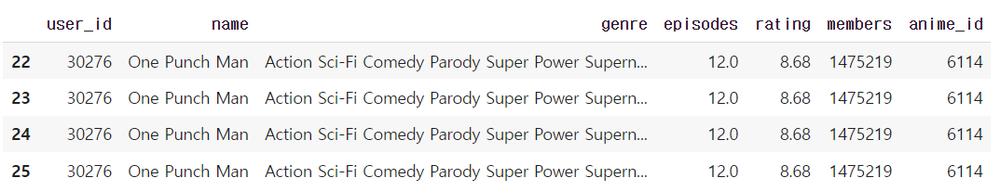 user_id name genre episodes rating members anime_id
22 30276 One Punch Man Action Sci-Fi Comedy Parody Super Power Supern... 12.0 8.68 1475219 6114
23 30276 One Punch Man Action Sci-Fi Comedy Parody Super Power Supern... 12.0 8.68 1475219 6114
24 30276 One Punch Man Action Sci-Fi Comedy Parody Super Power Supern... 12.0 8.68 1475219 6114
25 30276 One Punch Man Action Sci-Fi Comedy Parody Super Power Supern... 12.0 8.68 1475219 6114